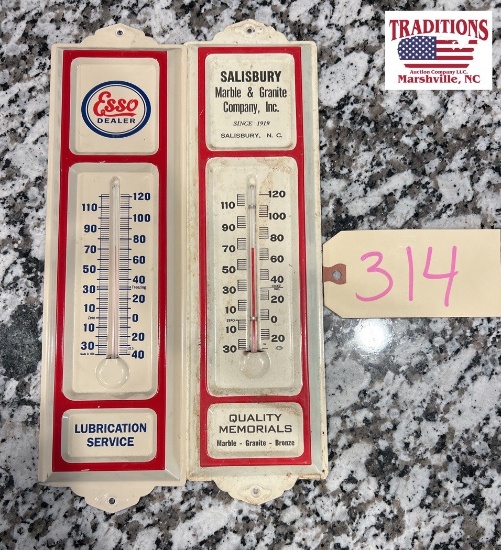 TRADITIONS
Auction Company LLC.
Marshville, NC
Esso
DEALER
120
110
100
90
80
70
60
50
40
30
Freezing
20
10
Zero
0
10
20
30
40
LUBRICATION
SERVICE
SALISBURY
Marble & Granite
Company, Inc.
SINCE 1919
SALISBURY, N. C.
120
110
100
90
80
70
60
50
40
30
20
10
ZERO
0
10
20
30
QUALITY
MEMORIALS
Marble - Granite - Bronze
314